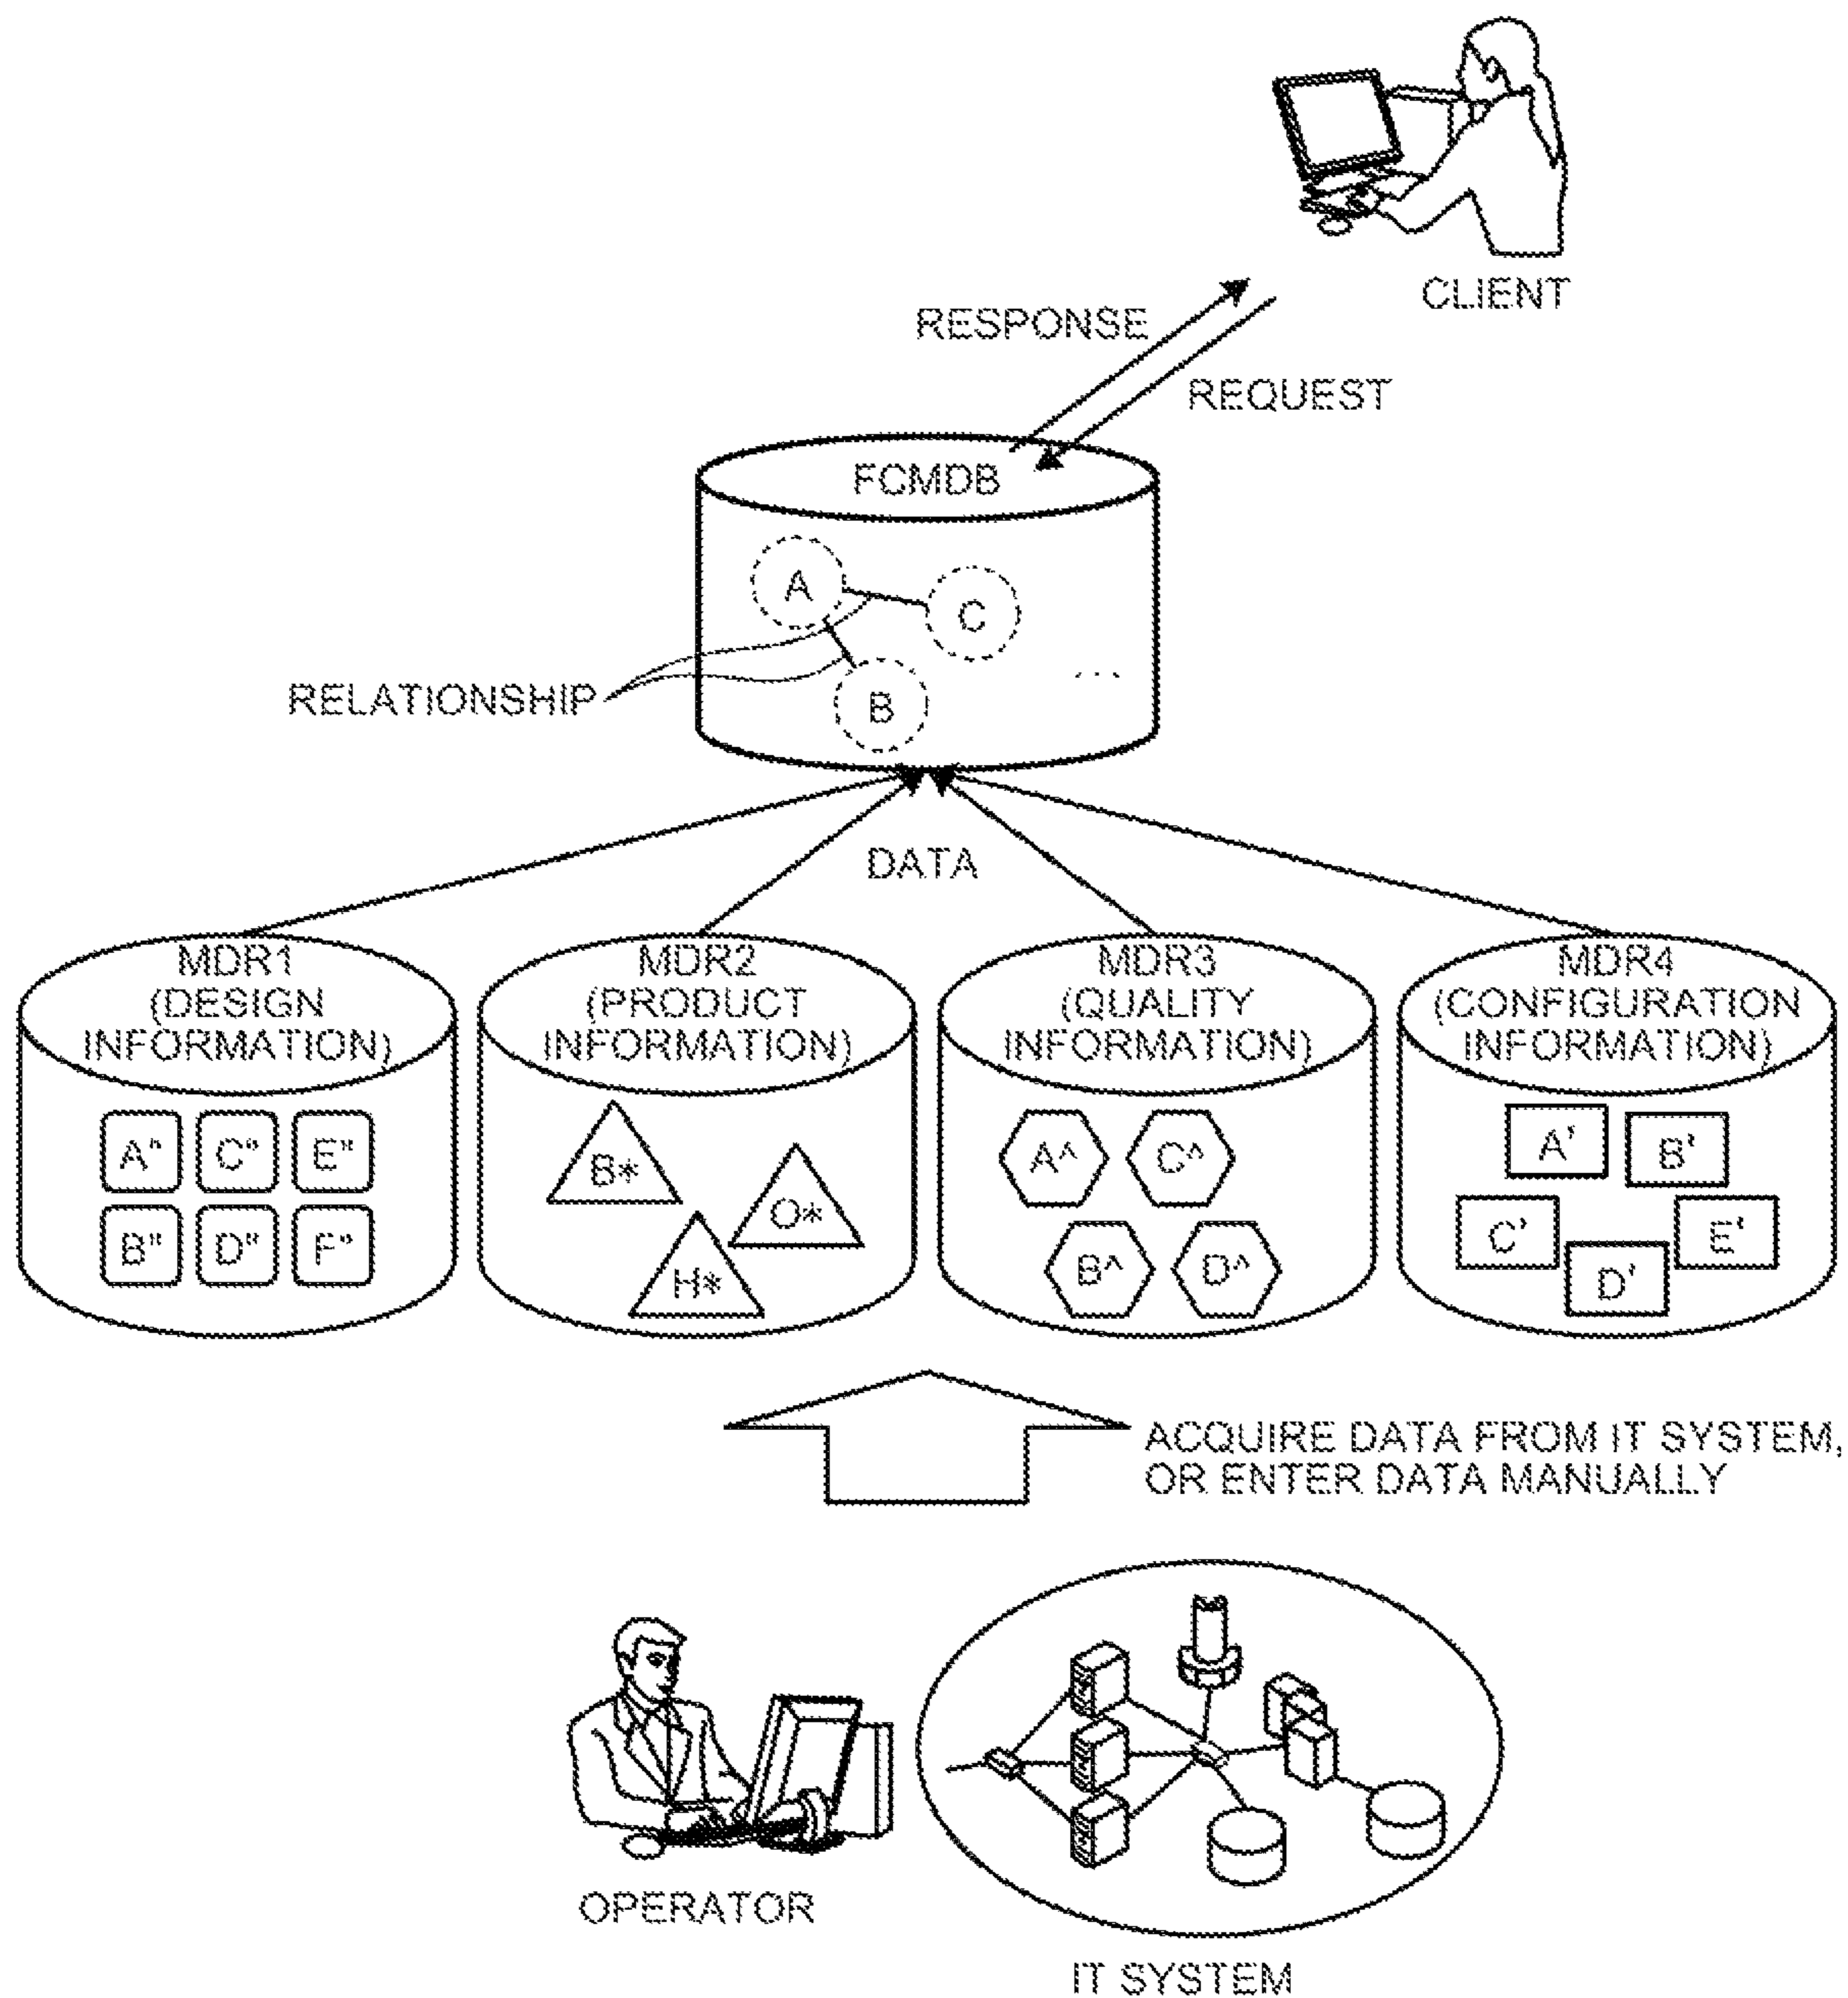 CLIENT
RESPONSE
REQUEST
FCMDB
A
C
RELATIONSHIP
B
DATA
MDR1
(DESIGN
INFORMATION)
MDR2
(PRODUCT
INFORMATION)
MDR3
(QUALITY
INFORMATION)
MDR4
(CONFIGURATION
INFORMATION)
A" C" E"
B" D" F"
B*
O*
H*
A^ C^
B^ D^
A' B'
C' E'
D'
ACQUIRE DATA FROM IT SYSTEM,
OR ENTER DATA MANUALLY
OPERATOR
IT SYSTEM